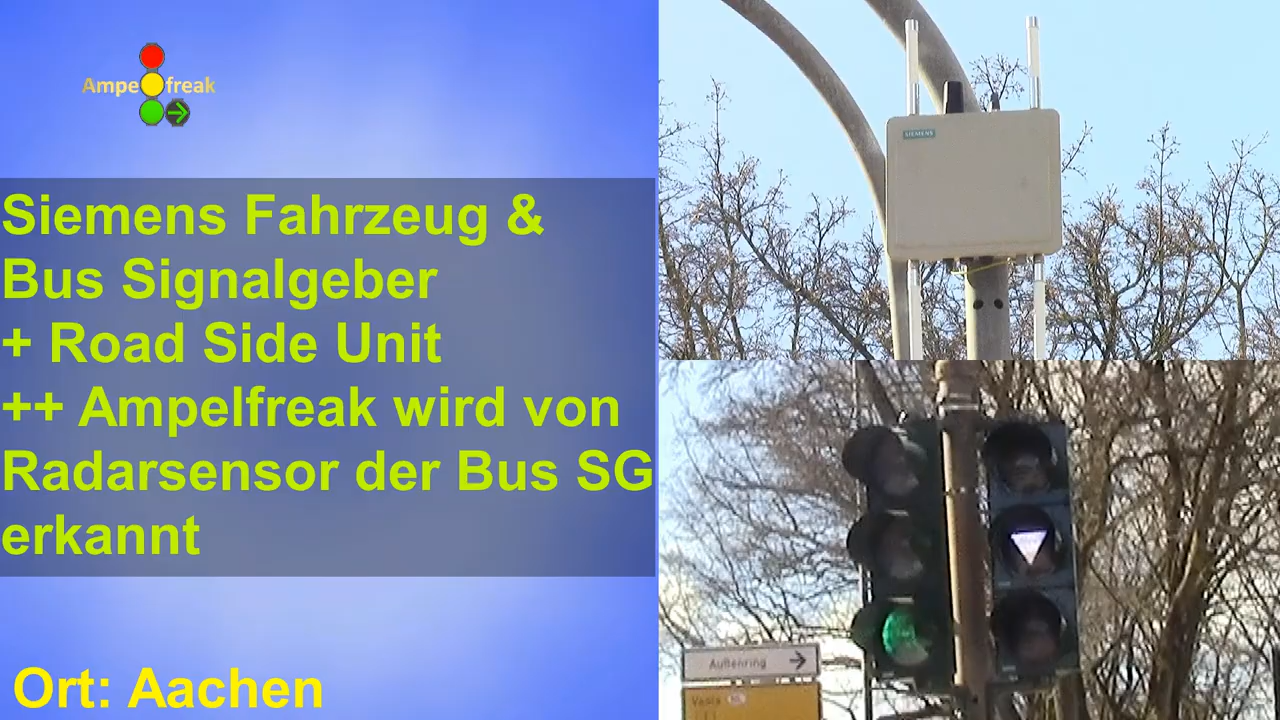 Ampelfreak
Siemens Fahrzeug &
Bus Signalgeber
+ Road Side Unit
++ Ampelfreak wird von
Radarsensor der Bus SG
erkannt
Ort: Aachen
SIEMENS
Außenring
Vaals